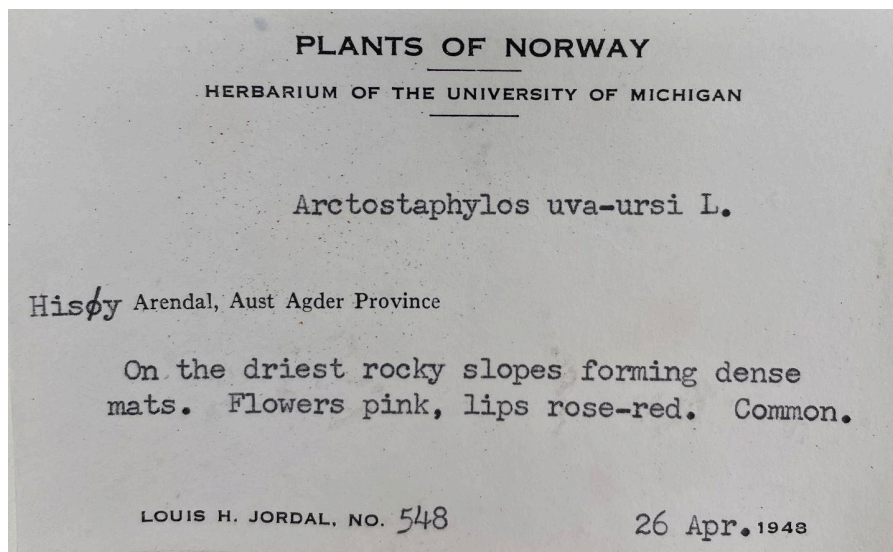 PLANTS OF NORWAY
HERBARIUM OF THE UNIVERSITY OF MICHIGAN
Arctostaphylos uva-ursi L.
Hisøy Arendal, Aust Agder Province
On the driest rocky slopes forming dense
mats. Flowers pink, lips rose-red. Common.
LOUIS H. JORDAL, NO. 548 26 Apr. 1948